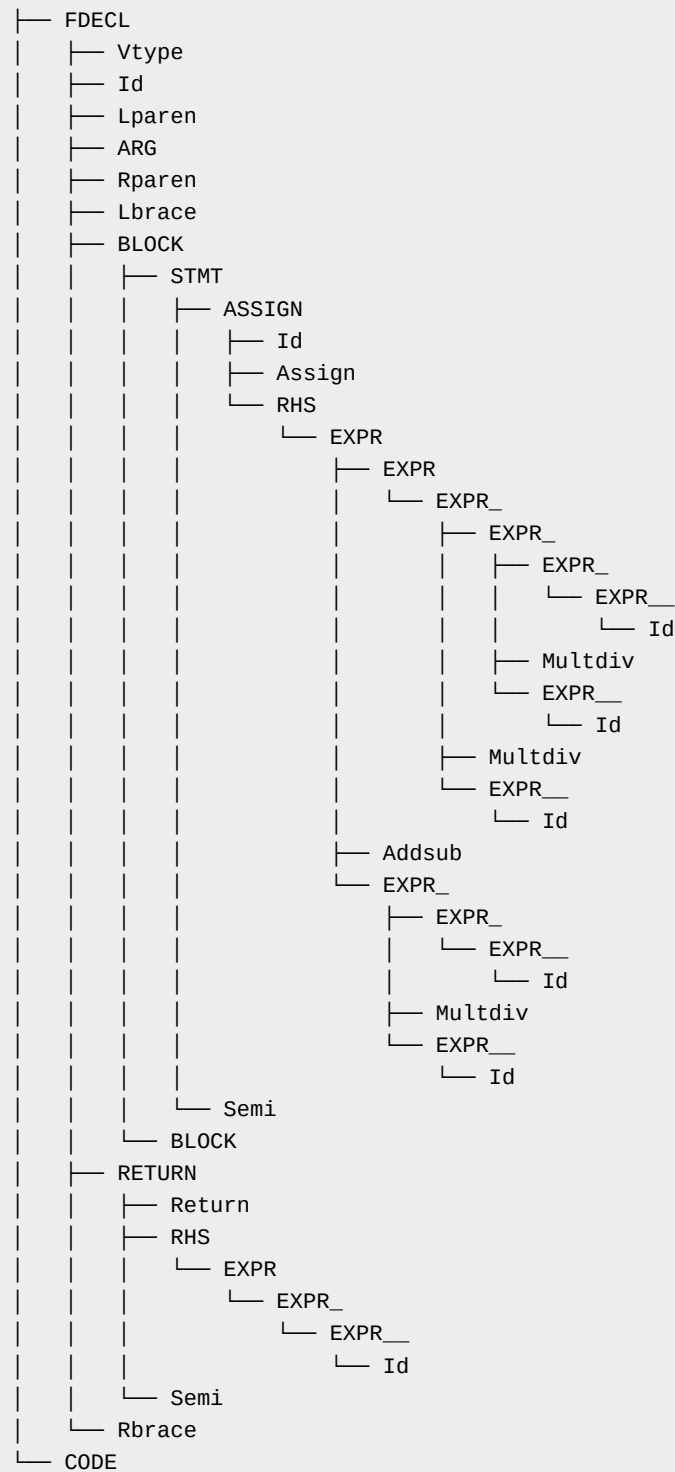 ├── FDECL
│   ├── Vtype
│   ├── Id
│   ├── Lparen
│   ├── ARG
│   ├── Rparen
│   ├── Lbrace
│   ├── BLOCK
│   │   ├── STMT
│   │   │   ├── ASSIGN
│   │   │   │   ├── Id
│   │   │   │   ├── Assign
│   │   │   │   └── RHS
│   │   │   │       └── EXPR
│   │   │   │           ├── EXPR
│   │   │   │           │   └── EXPR_
│   │   │   │           │       ├── EXPR_
│   │   │   │           │       │   ├── EXPR_
│   │   │   │           │       │   │   └── EXPR__
│   │   │   │           │       │   │       └── Id
│   │   │   │           │       │   ├── Multdiv
│   │   │   │           │       │   └── EXPR__
│   │   │   │           │       │       └── Id
│   │   │   │           │       ├── Multdiv
│   │   │   │           │       └── EXPR__
│   │   │   │           │           └── Id
│   │   │   │           ├── Addsub
│   │   │   │           └── EXPR_
│   │   │   │               ├── EXPR_
│   │   │   │               │   └── EXPR__
│   │   │   │               │       └── Id
│   │   │   │               ├── Multdiv
│   │   │   │               └── EXPR__
│   │   │   │                   └── Id
│   │   │   └── Semi
│   │   └── BLOCK
│   ├── RETURN
│   │   ├── Return
│   │   ├── RHS
│   │   │   └── EXPR
│   │   │       └── EXPR_
│   │   │           └── EXPR__
│   │   │               └── Id
│   │   └── Semi
│   └── Rbrace
└── CODE